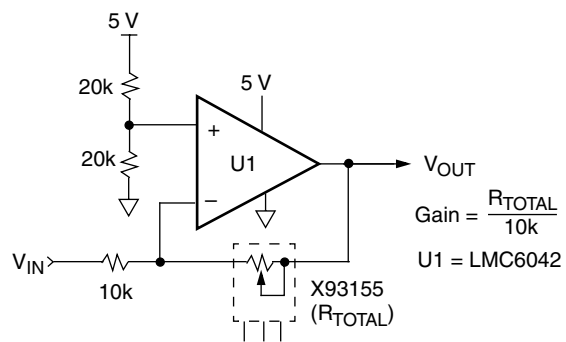 5 V
20k
5 V
+
20k
U1
−
V_OUT
Gain = R_TOTAL
10k
V_IN
U1 = LMC6042
10k
X93155
(R_TOTAL)